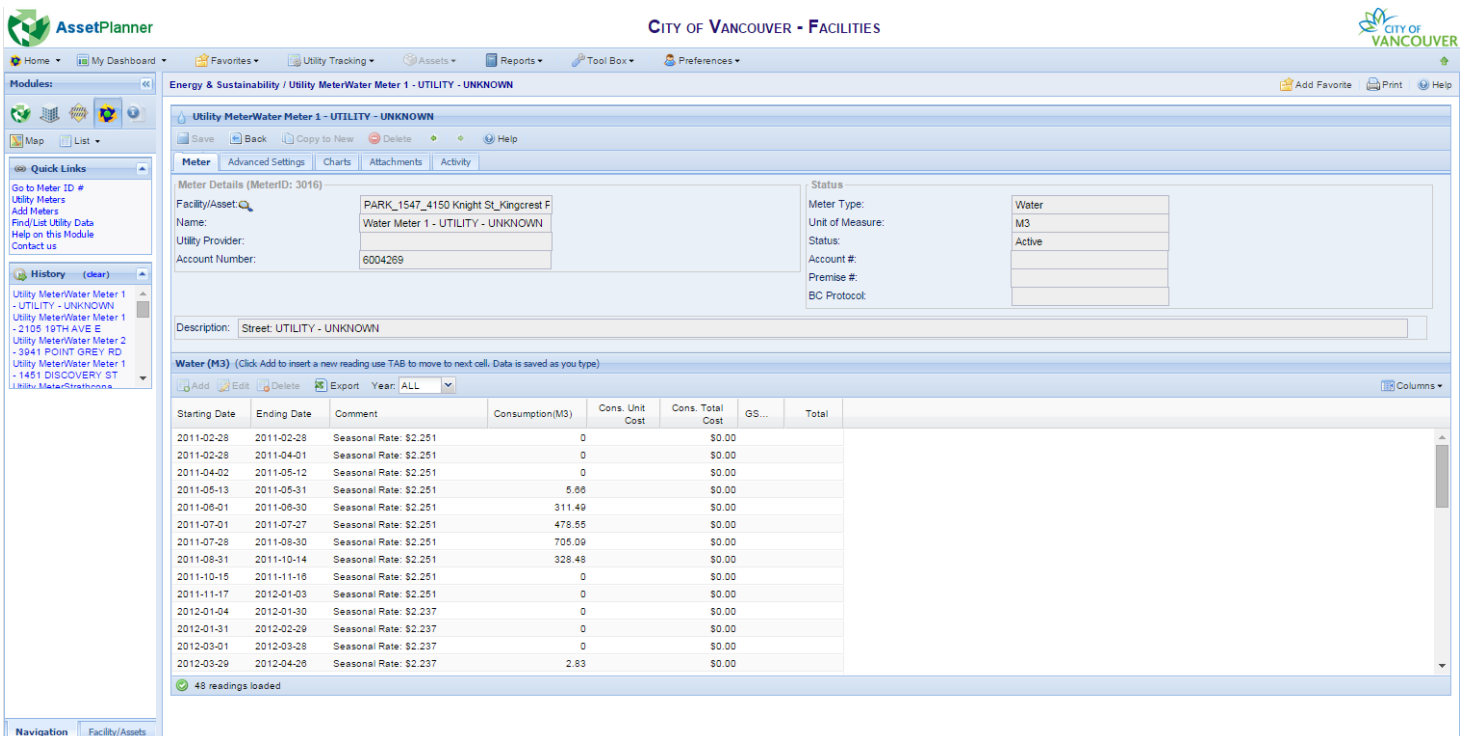 AssetPlanner
CITY OF VANCOUVER - FACILITIES
CITY OF
VANCOUVER
Home My Dashboard Favorites Utility Tracking Assets Reports Tool Box Preferences
Modules:
Energy & Sustainability / Utility MeterWater Meter 1 - UTILITY - UNKNOWN
Add Favorite Print Help
Map List
Quick Links
Go to Meter ID #
Utility Meters
Add Meters
Find/List Utility Data
Help on this Module
Contact us
History (clear)
Utility MeterWater Meter 1
- UTILITY - UNKNOWN
Utility MeterWater Meter 1
- 2105 19TH AVE E
Utility MeterWater Meter 2
- 3941 POINT GREY RD
Utility MeterWater Meter 1
- 1451 DISCOVERY ST
Utility MeterStrathcona
Navigation Facility/Assets
Utility MeterWater Meter 1 - UTILITY - UNKNOWN
Save Back Copy to New Delete Help
Meter Advanced Settings Charts Attachments Activity
Meter Details (MeterID: 3016)
Facility/Asset: PARK_1547_4150 Knight St_Kingcrest P
Name: Water Meter 1 - UTILITY - UNKNOWN
Utility Provider:
Account Number: 6004269
Status
Meter Type: Water
Unit of Measure: M3
Status: Active
Account #:
Premise #:
BC Protocol:
Description: Street: UTILITY - UNKNOWN
Water (M3) (Click Add to insert a new reading use TAB to move to next cell. Data is saved as you type)
Add Edit Delete Export Year: ALL Columns
Starting Date Ending Date Comment Consumption(M3) Cons. Unit Cost Cons. Total Cost GS... Total
2011-02-28 2011-02-28 Seasonal Rate: $2.251 0 $0.00
2011-02-28 2011-04-01 Seasonal Rate: $2.251 0 $0.00
2011-04-02 2011-05-12 Seasonal Rate: $2.251 0 $0.00
2011-05-13 2011-05-31 Seasonal Rate: $2.251 5.66 $0.00
2011-06-01 2011-06-30 Seasonal Rate: $2.251 311.49 $0.00
2011-07-01 2011-07-27 Seasonal Rate: $2.251 478.55 $0.00
2011-07-28 2011-08-30 Seasonal Rate: $2.251 705.09 $0.00
2011-08-31 2011-10-14 Seasonal Rate: $2.251 328.48 $0.00
2011-10-15 2011-11-16 Seasonal Rate: $2.251 0 $0.00
2011-11-17 2012-01-03 Seasonal Rate: $2.251 0 $0.00
2012-01-04 2012-01-30 Seasonal Rate: $2.237 0 $0.00
2012-01-31 2012-02-29 Seasonal Rate: $2.237 0 $0.00
2012-03-01 2012-03-28 Seasonal Rate: $2.237 0 $0.00
2012-03-29 2012-04-26 Seasonal Rate: $2.237 2.83 $0.00
48 readings loaded